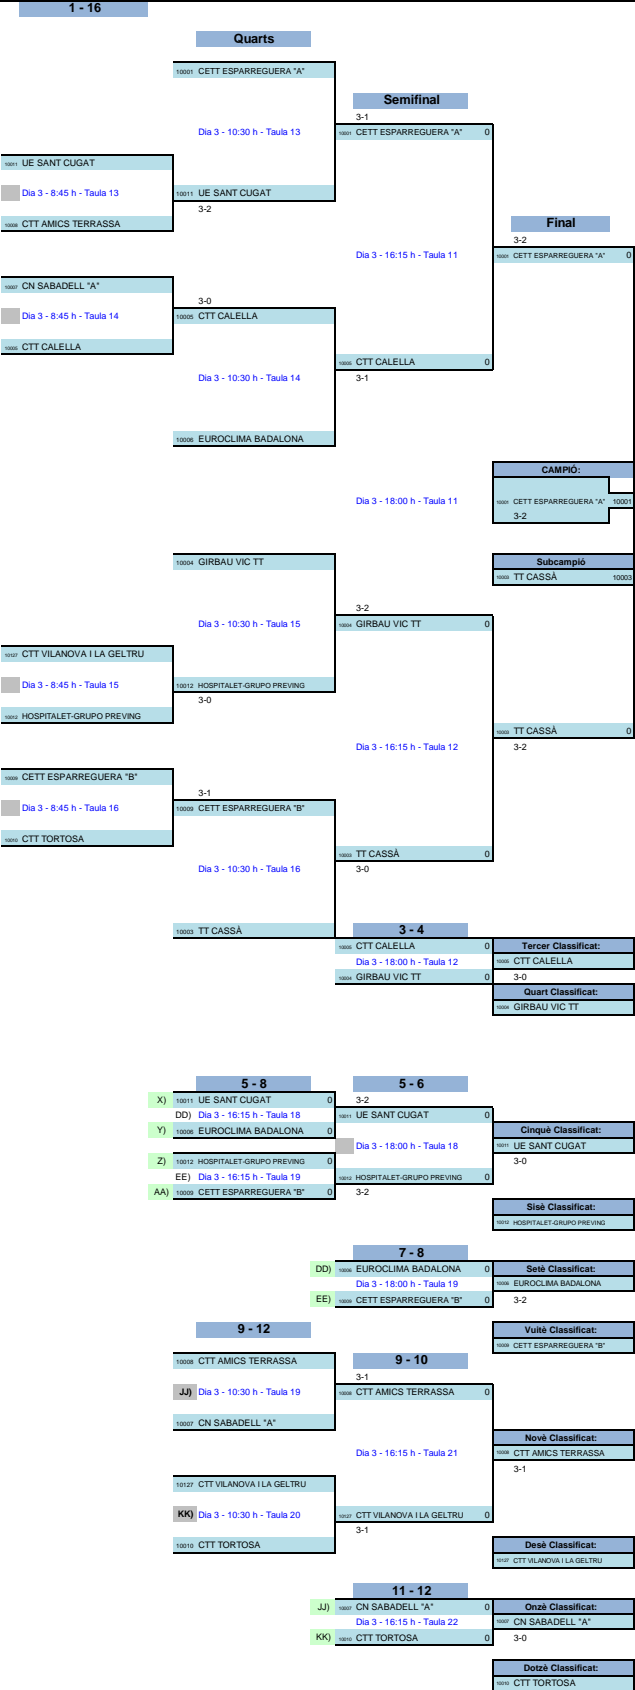 1 - 16
Quarts
10001 CETT ESPARREGUERA "A"
Semifinal
3-1
Dia 3 - 10:30 h - Taula 13
10001 CETT ESPARREGUERA "A" 0
10011 UE SANT CUGAT
Dia 3 - 8:45 h - Taula 13
10011 UE SANT CUGAT
3-2
10008 CTT AMICS TERRASSA
Final
3-2
Dia 3 - 16:15 h - Taula 11
10001 CETT ESPARREGUERA "A" 0
10007 CN SABADELL "A"
3-0
Dia 3 - 8:45 h - Taula 14
10005 CTT CALELLA
10005 CTT CALELLA
10005 CTT CALELLA 0
Dia 3 - 10:30 h - Taula 14
3-1
10006 EUROCLIMA BADALONA
CAMPIÓ:
Dia 3 - 18:00 h - Taula 11
10001 CETT ESPARREGUERA "A" 10001
3-2
10004 GIRBAU VIC TT
Subcampió
10003 TT CASSÀ 10003
3-2
Dia 3 - 10:30 h - Taula 15
10004 GIRBAU VIC TT 0
10127 CTT VILANOVA I LA GELTRU
Dia 3 - 8:45 h - Taula 15
10012 HOSPITALET-GRUPO PREVING
3-0
10012 HOSPITALET-GRUPO PREVING
10003 TT CASSÀ 0
Dia 3 - 16:15 h - Taula 12
3-2
10009 CETT ESPARREGUERA "B"
3-1
Dia 3 - 8:45 h - Taula 16
10009 CETT ESPARREGUERA "B"
10010 CTT TORTOSA
10003 TT CASSÀ 0
Dia 3 - 10:30 h - Taula 16
3-0
10003 TT CASSÀ
3 - 4
10005 CTT CALELLA 0
Tercer Classificat:
Dia 3 - 18:00 h - Taula 12
10005 CTT CALELLA
10004 GIRBAU VIC TT 0
3-0
Quart Classificat:
10004 GIRBAU VIC TT
5 - 8
5 - 6
X) 10011 UE SANT CUGAT 0
3-2
DD) Dia 3 - 16:15 h - Taula 18
10011 UE SANT CUGAT 0
Y) 10006 EUROCLIMA BADALONA 0
Cinquè Classificat:
Dia 3 - 18:00 h - Taula 18
10011 UE SANT CUGAT
Z) 10012 HOSPITALET-GRUPO PREVING 0
3-0
EE) Dia 3 - 16:15 h - Taula 19
10012 HOSPITALET-GRUPO PREVING 0
AA) 10009 CETT ESPARREGUERA "B" 0
3-2
Sisè Classificat:
10012 HOSPITALET-GRUPO PREVING
7 - 8
DD) 10006 EUROCLIMA BADALONA 0
Setè Classificat:
Dia 3 - 18:00 h - Taula 19
10006 EUROCLIMA BADALONA
EE) 10009 CETT ESPARREGUERA "B" 0
3-2
9 - 12
Vuitè Classificat:
10009 CETT ESPARREGUERA "B"
10008 CTT AMICS TERRASSA
9 - 10
3-1
JJ) Dia 3 - 10:30 h - Taula 19
10008 CTT AMICS TERRASSA 0
10007 CN SABADELL "A"
Novè Classificat:
Dia 3 - 16:15 h - Taula 21
10008 CTT AMICS TERRASSA
3-1
10127 CTT VILANOVA I LA GELTRU
KK) Dia 3 - 10:30 h - Taula 20
10127 CTT VILANOVA I LA GELTRU 0
3-1
10010 CTT TORTOSA
Desè Classificat:
10127 CTT VILANOVA I LA GELTRU
11 - 12
JJ) 10007 CN SABADELL "A" 0
Onzè Classificat:
Dia 3 - 16:15 h - Taula 22
10007 CN SABADELL "A"
KK) 10010 CTT TORTOSA 0
3-0
Dotzè Classificat:
10010 CTT TORTOSA